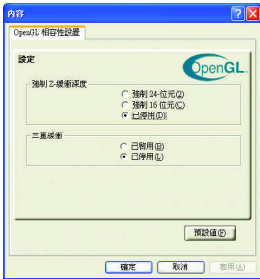 內容
OpenGL 相容性設置
設定
OpenGL
強制 Z-緩衝深度
強制 24-位元(2)
強制 16 位元(C)
已停用(D)
三重緩衝
已啟用(B)
已停用(L)
預設值(F)
確定
取消
套用(A)